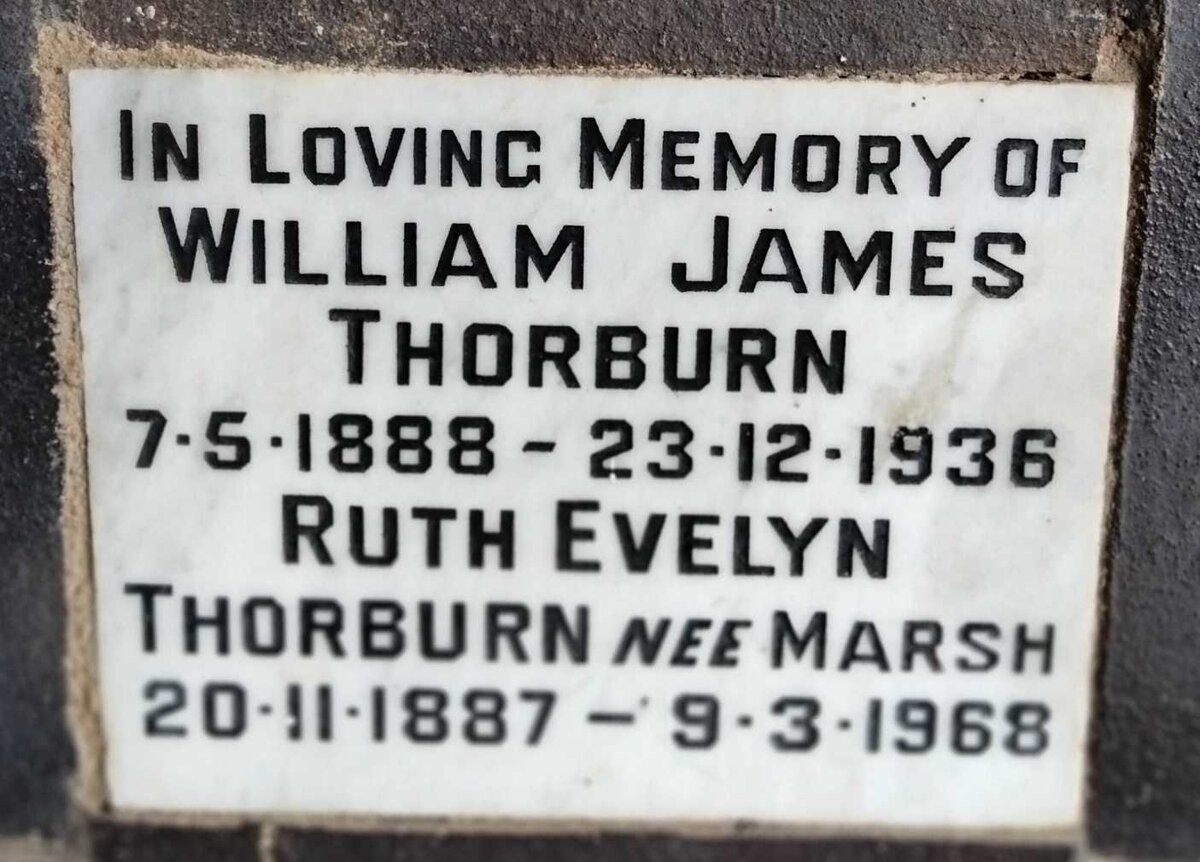 IN LOVING MEMORY OF
WILLIAM JAMES
THORBURN
7·5·1888 – 23·12·1936
RUTH EVELYN
THORBURN NEE MARSH
20·11·1887 – 9·3·1968